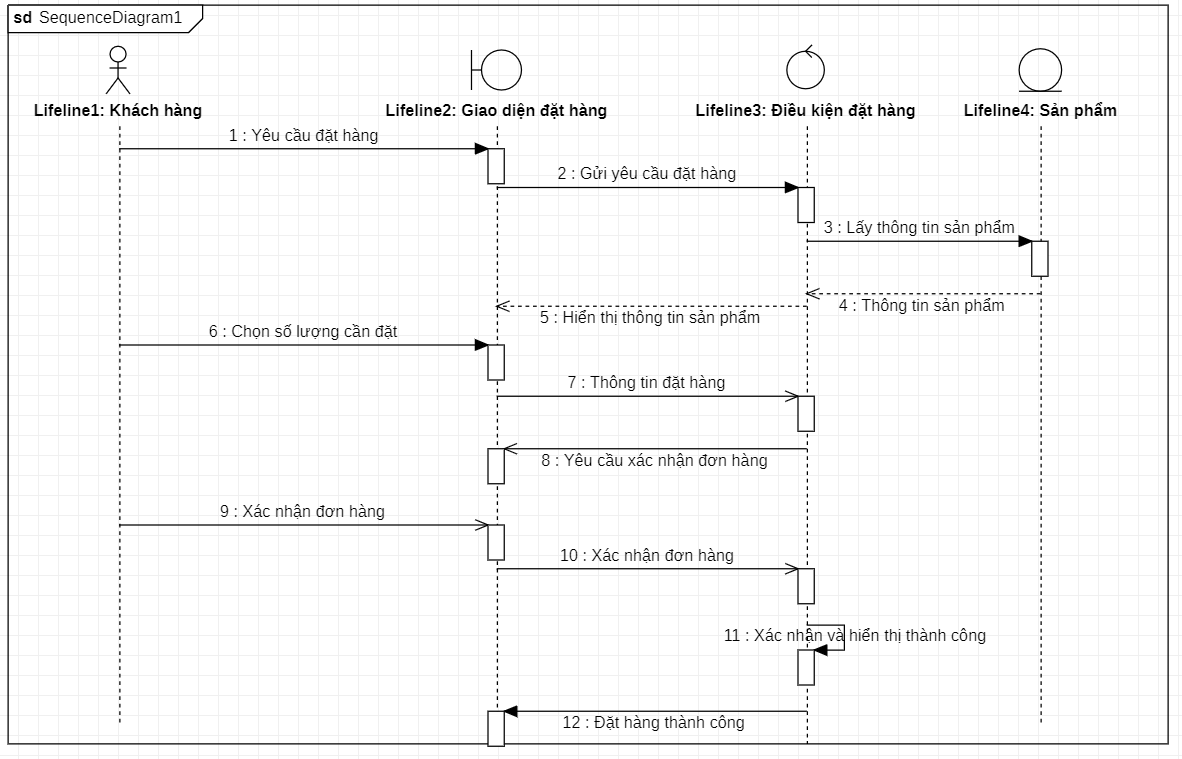 sd SequenceDiagram1
Lifeline1: Khách hàng
Lifeline2: Giao diện đặt hàng
Lifeline3: Điều kiện đặt hàng
Lifeline4: Sản phẩm
1 : Yêu cầu đặt hàng
2 : Gửi yêu cầu đặt hàng
3 : Lấy thông tin sản phẩm
4 : Thông tin sản phẩm
5 : Hiển thị thông tin sản phẩm
6 : Chọn số lượng cần đặt
7 : Thông tin đặt hàng
8 : Yêu cầu xác nhận đơn hàng
9 : Xác nhận đơn hàng
10 : Xác nhận đơn hàng
11 : Xác nhận và hiển thị thành công
12 : Đặt hàng thành công